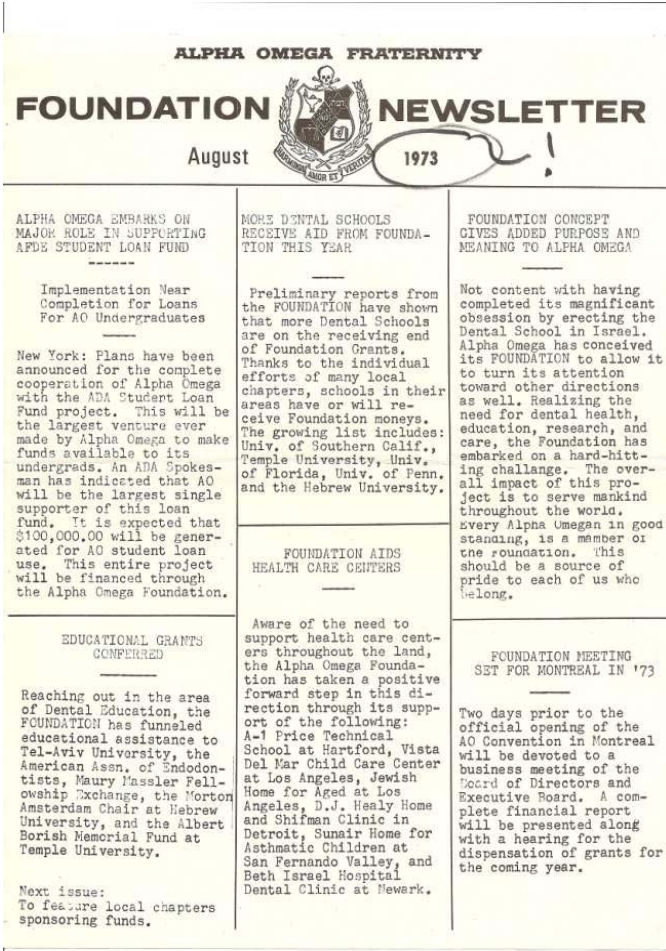 ALPHA OMEGA FRATERNITY
FOUNDATION NEWSLETTER
HARMONIA AMOR ET VERITAS
August 1973 !
ALPHA OMEGA EMBARKS ON
MAJOR ROLE IN SUPPORTING
AFDE STUDENT LOAN FUND
Implementation Near
Completion for Loans
For AO Undergraduates
New York: Plans have been
announced for the complete
cooperation of Alpha Omega
with the ADA Student Loan
Fund project. This will be
the largest venture ever
made by Alpha Omega to make
funds available to its
undergrads. An ADA Spokes-
man has indicated that AO
will be the largest single
supporter of this loan
fund. It is expected that
$100,000.00 will be gener-
ated for AO student loan
use. This entire project
will be financed through
the Alpha Omega Foundation.
EDUCATIONAL GRANTS
CONFERRED
Reaching out in the area
of Dental Education, the
FOUNDATION has funneled
educational assistance to
Tel-Aviv University, the
American Assn. of Endodon-
tists, Maury Massler Fell-
owship Exchange, the Morton
Amsterdam Chair at Hebrew
University, and the Albert
Borish Memorial Fund at
Temple University.
Next issue:
To feature local chapters
sponsoring funds.
MORE DENTAL SCHOOLS
RECEIVE AID FROM FOUNDA-
TION THIS YEAR
Preliminary reports from
the FOUNDATION have shown
that more Dental Schools
are on the receiving end
of Foundation Grants.
Thanks to the individual
efforts of many local
chapters, schools in their
areas have or will re-
ceive Foundation moneys.
The growing list includes:
Univ. of Southern Calif.,
Temple University, Univ.
of Florida, Univ. of Penn.
and the Hebrew University.
FOUNDATION AIDS
HEALTH CARE CENTERS
Aware of the need to
support health care cent-
ers throughout the land,
the Alpha Omega Founda-
tion has taken a positive
forward step in this di-
rection through its supp-
ort of the following:
A-1 Price Technical
School at Hartford, Vista
Del Mar Child Care Center
at Los Angeles, Jewish
Home for Aged at Los
Angeles, D.J. Healy Home
and Shifman Clinic in
Detroit, Sunair Home for
Asthmatic Children at
San Fernando Valley, and
Beth Israel Hospital
Dental Clinic at Newark.
FOUNDATION CONCEPT
GIVES ADDED PURPOSE AND
MEANING TO ALPHA OMEGA
Not content with having
completed its magnificent
obsession by erecting the
Dental School in Israel.
Alpha Omega has conceived
its FOUNDATION to allow it
to turn its attention
toward other directions
as well. Realizing the
need for dental health,
education, research, and
care, the Foundation has
embarked on a hard-hitt-
ing challange. The over-
all impact of this pro-
ject is to serve mankind
throughout the world.
Every Alpha Omegan in good
standing, is a mamber of
the Foundation. This
should be a source of
pride to each of us who
belong.
FOUNDATION MEETING
SET FOR MONTREAL IN '73
Two days prior to the
official opening of the
AO Convention in Montreal
will be devoted to a
business meeting of the
Board of Directors and
Executive Board. A com-
plete financial report
will be presented along
with a hearing for the
dispensation of grants for
the coming year.